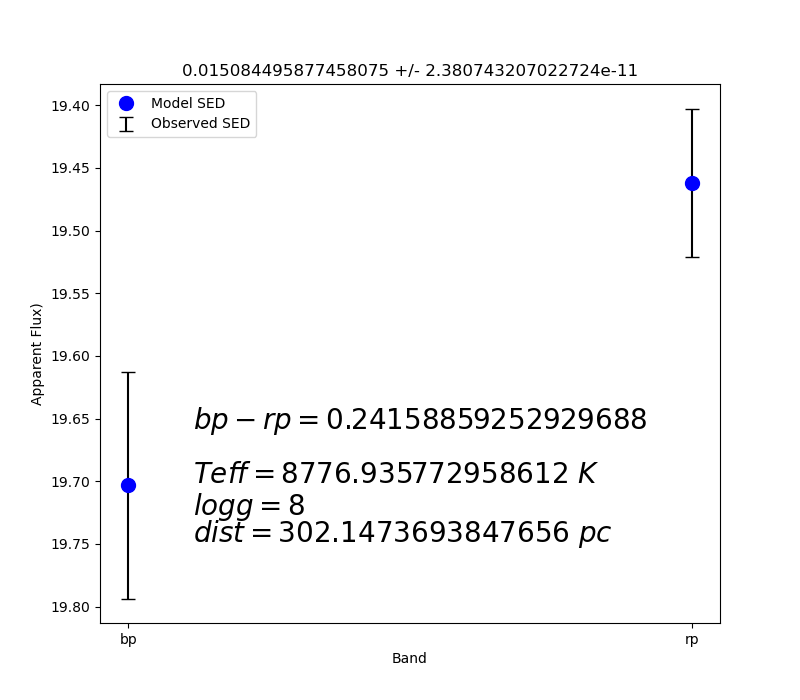 0.015084495877458075 +/- 2.380743207022724e-11
Model SED
Observed SED
19.40
19.45
19.50
19.55
19.60
19.65
19.70
19.75
19.80
Apparent Flux)
bp − rp = 0.24158859252929688
Teff = 8776.935772958612 K
logg = 8
dist = 302.1473693847656 pc
bp
rp
Band